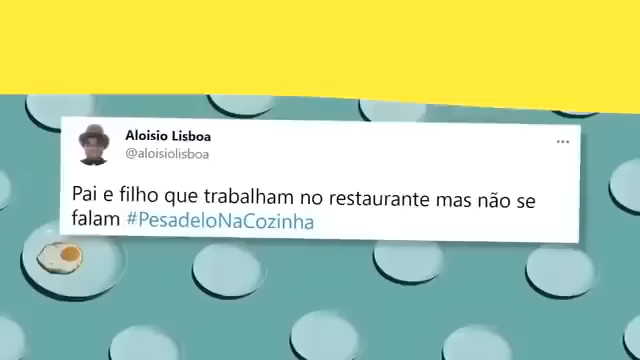 Aloisio Lisboa
@aloisiolisboa
Pai e filho que trabalham no restaurante mas não se
falam #PesadeloNaCozinha